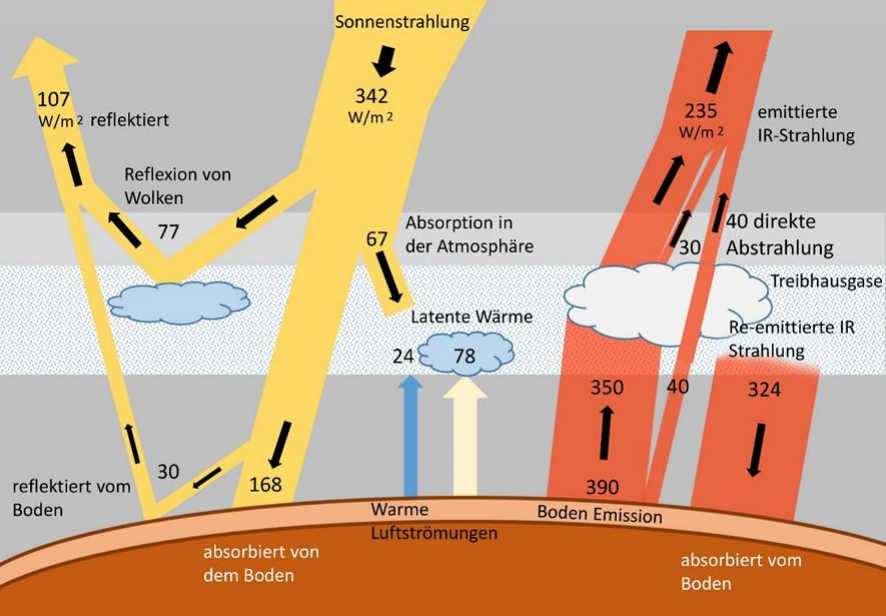 Sonnenstrahlung
342
W/m 2
107
W/m 2 reflektiert
Reflexion von
Wolken
77
67
Absorption in
der Atmosphäre
Latente Wärme
24
78
30
reflektiert vom
Boden
168
absorbiert von
dem Boden
Warme
Luftströmungen
235
W/m 2
emittierte
IR-Strahlung
30
40 direkte
Abstrahlung
Treibhausgase
Re-emittierte IR
Strahlung
350
40
324
390
Boden Emission
absorbiert vom
Boden